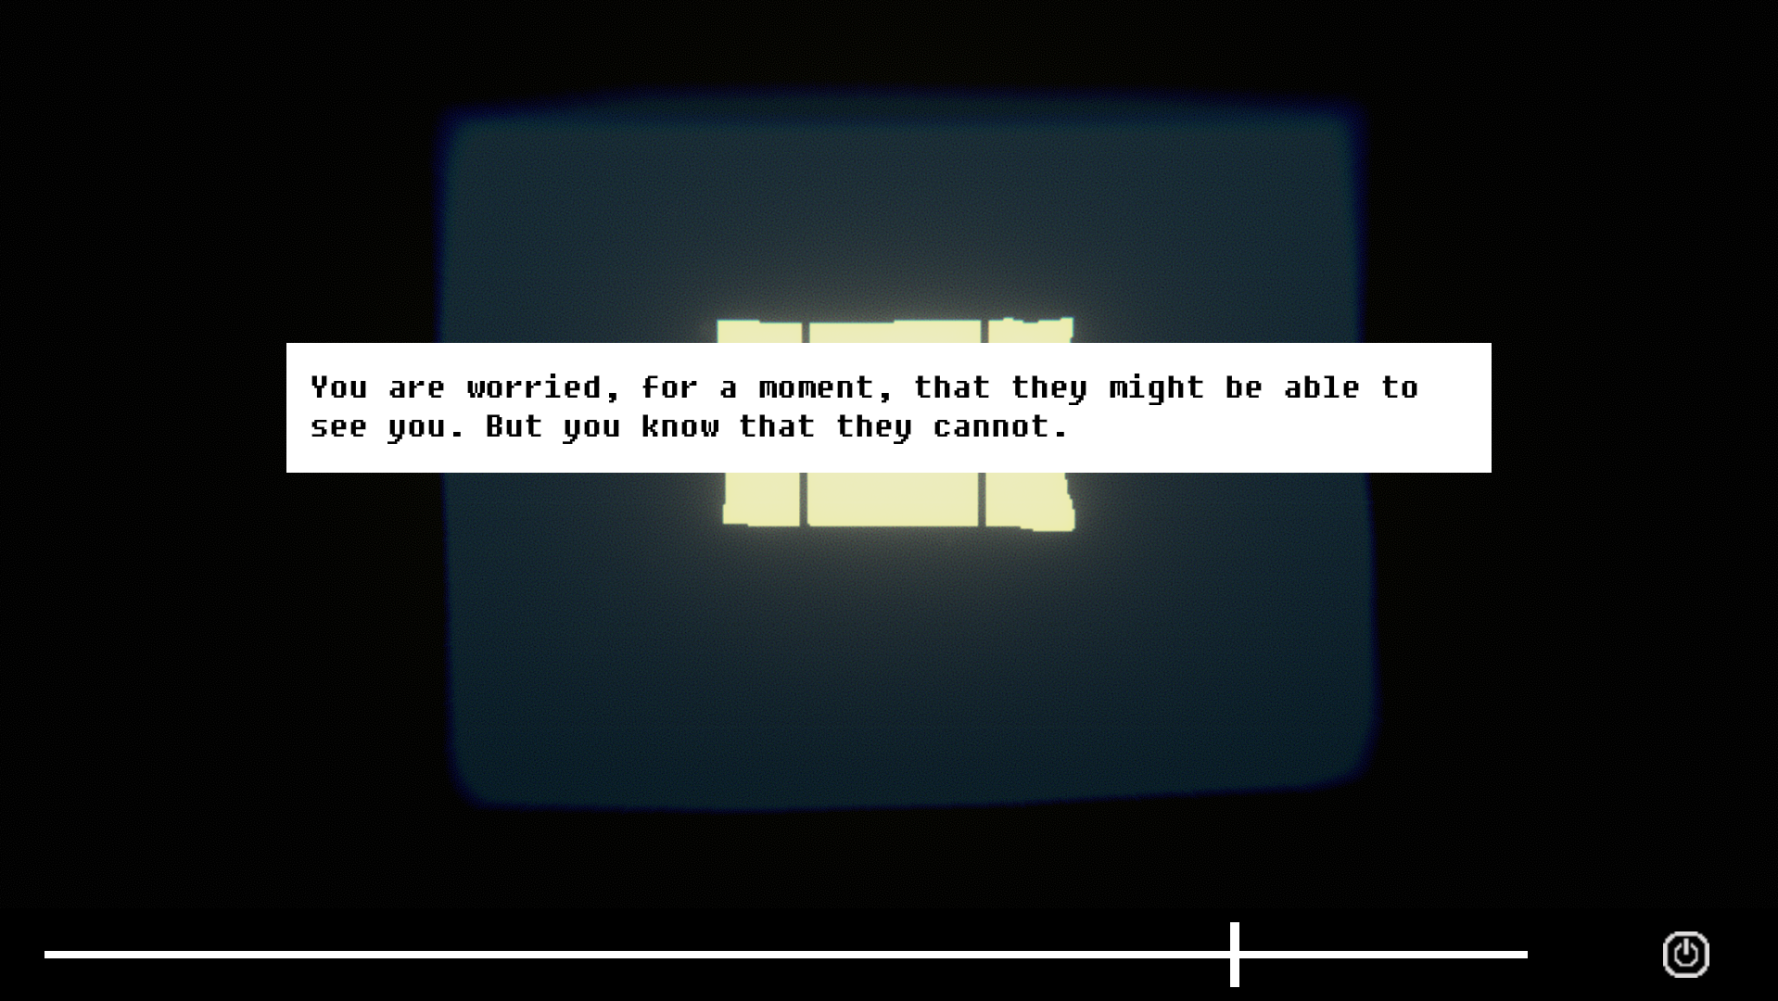 You are worried, for a moment, that they might be able to
see you. But you know that they cannot.